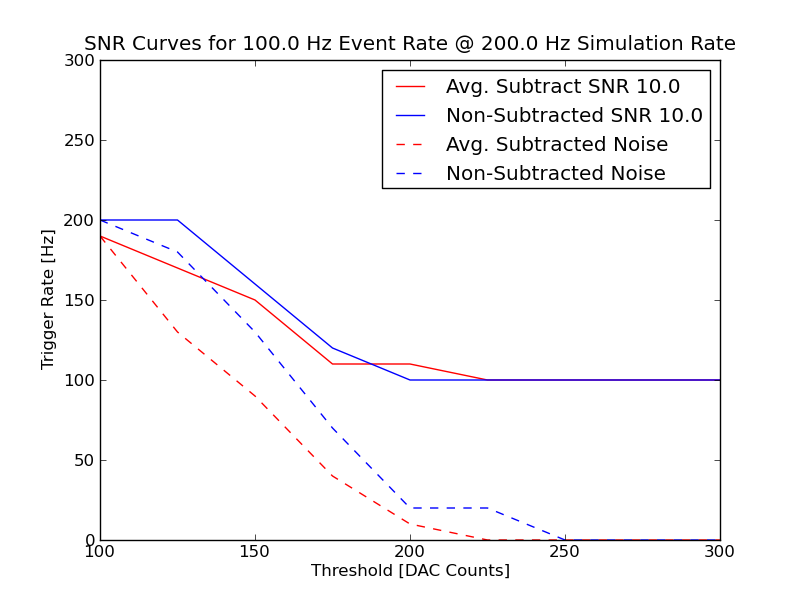 SNR Curves for 100.0 Hz Event Rate @ 200.0 Hz Simulation Rate
Avg. Subtract SNR 10.0
Non-Subtracted SNR 10.0
Avg. Subtracted Noise
Non-Subtracted Noise
Trigger Rate [Hz]
300
250
200
150
100
50
0
100
150
200
250
300
Threshold [DAC Counts]